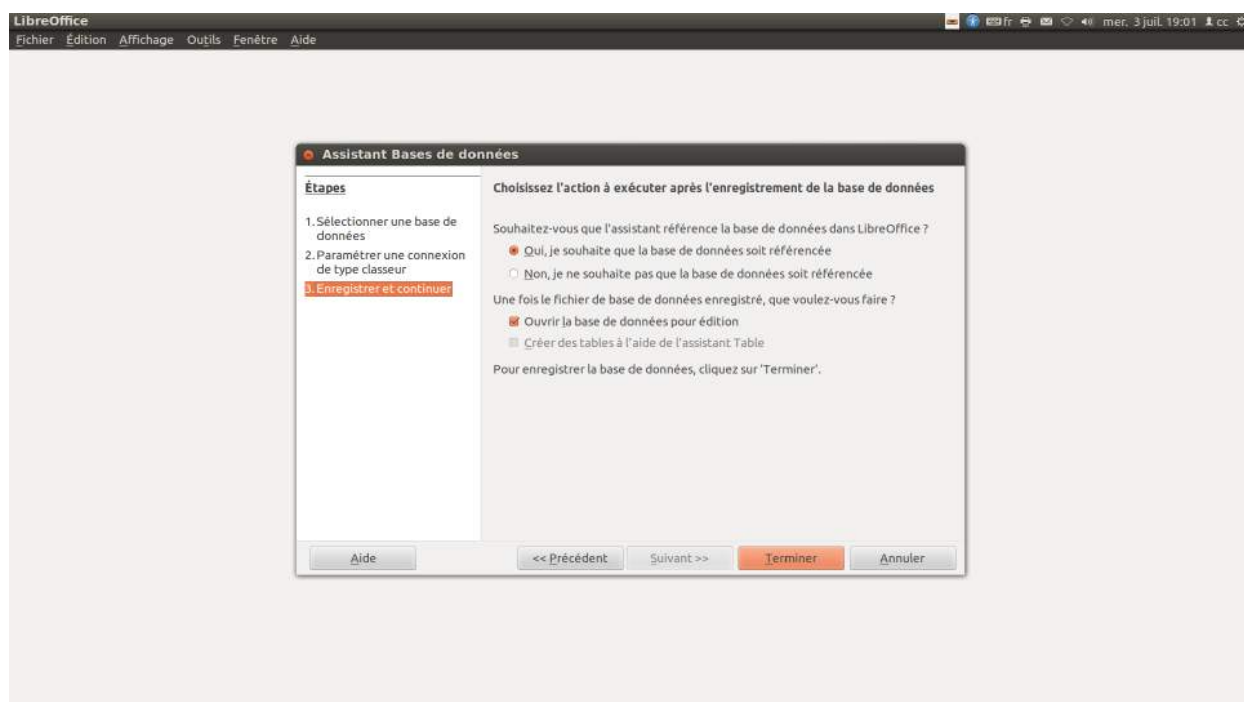 LibreOffice
fr mer. 3 juil. 19:01 cc
Fichier Édition Affichage Outils Fenêtre Aide
Assistant Bases de données
Étapes
1. Sélectionner une base de
données
2. Paramétrer une connexion
de type classeur
3. Enregistrer et continuer
Choisissez l'action à exécuter après l'enregistrement de la base de données
Souhaitez-vous que l'assistant référence la base de données dans LibreOffice ?
Oui, je souhaite que la base de données soit référencée
Non, je ne souhaite pas que la base de données soit référencée
Une fois le fichier de base de données enregistré, que voulez-vous faire ?
Ouvrir la base de données pour édition
Créer des tables à l'aide de l'assistant Table
Pour enregistrer la base de données, cliquez sur 'Terminer'.
Aide << Précédent Suivant >> Terminer Annuler